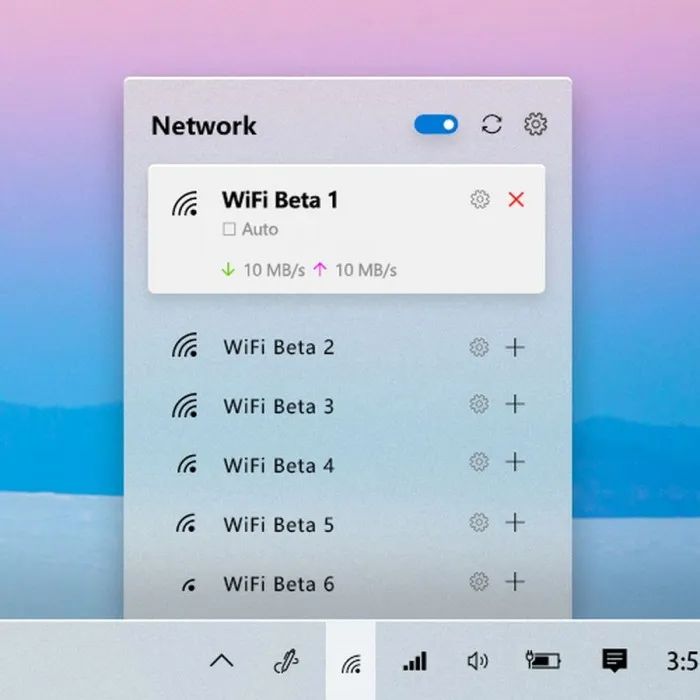 Network
WiFi Beta 1
Auto
10 MB/s 10 MB/s
WiFi Beta 2
WiFi Beta 3
WiFi Beta 4
WiFi Beta 5
WiFi Beta 6
3:5